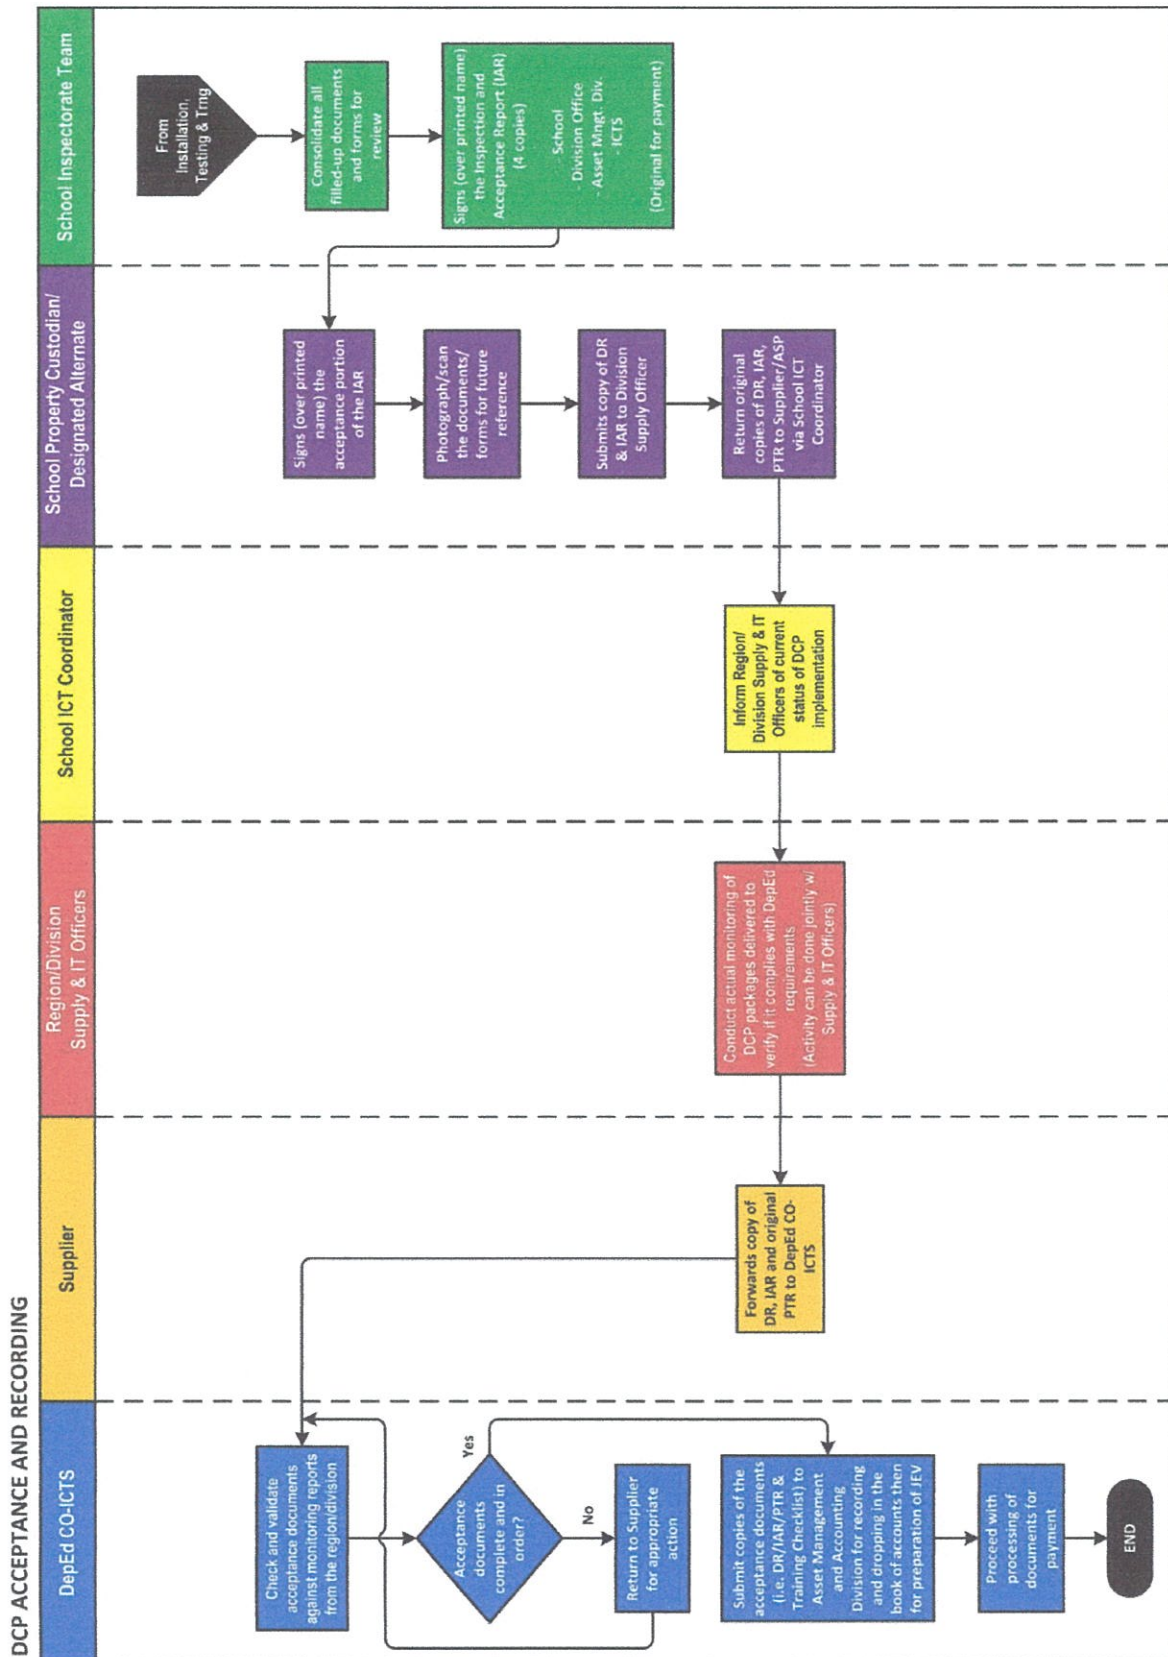 DCP ACCEPTANCE AND RECORDING
DepEd CO-ICTS
Check and validate
acceptance documents
against monitoring reports
from the region/division
Acceptance
documents
complete and in
order?
Yes
No
Return to Supplier
for appropriate
action
Submit copies of the
acceptance documents
(i.e. DR/IAR/PTR &
Training Checklist) to
Asset Management
and Accounting
Division for recording
and dropping in the
book of accounts then
for preparation of JEV
Proceed with
processing of
documents for
payment
END
Supplier
Forwards copy of
DR, IAR and original
PTR to DepEd CO-
ICTS
Region/Division
Supply & IT Officers
Conduct actual monitoring of
DCP packages delivered to
verify if it complies with DepEd
requirements
(Activity can be done jointly w/
Supply & IT Officers)
School ICT Coordinator
Inform Region/
Division Supply & IT
Officers of current
status of DCP
implementation
School Property Custodian/
Designated Alternate
Signs (over printed
name) the
acceptance portion
of the IAR
Photograph/scan
the documents/
forms for future
reference
Submits copy of DR
& IAR to Division
Supply Officer
Return original
copies of DR, IAR,
PTR to Supplier/ASP
via School ICT
Coordinator
School Inspectorate Team
From
Installation,
Testing & Trng
Consolidate all
filled-up documents
and forms for
review
Signs (over printed name)
the Inspection and
Acceptance Report (IAR)
(4 copies)
- School
- Division Office
- Asset Mngt. Div.
- ICTS
(Original for payment)